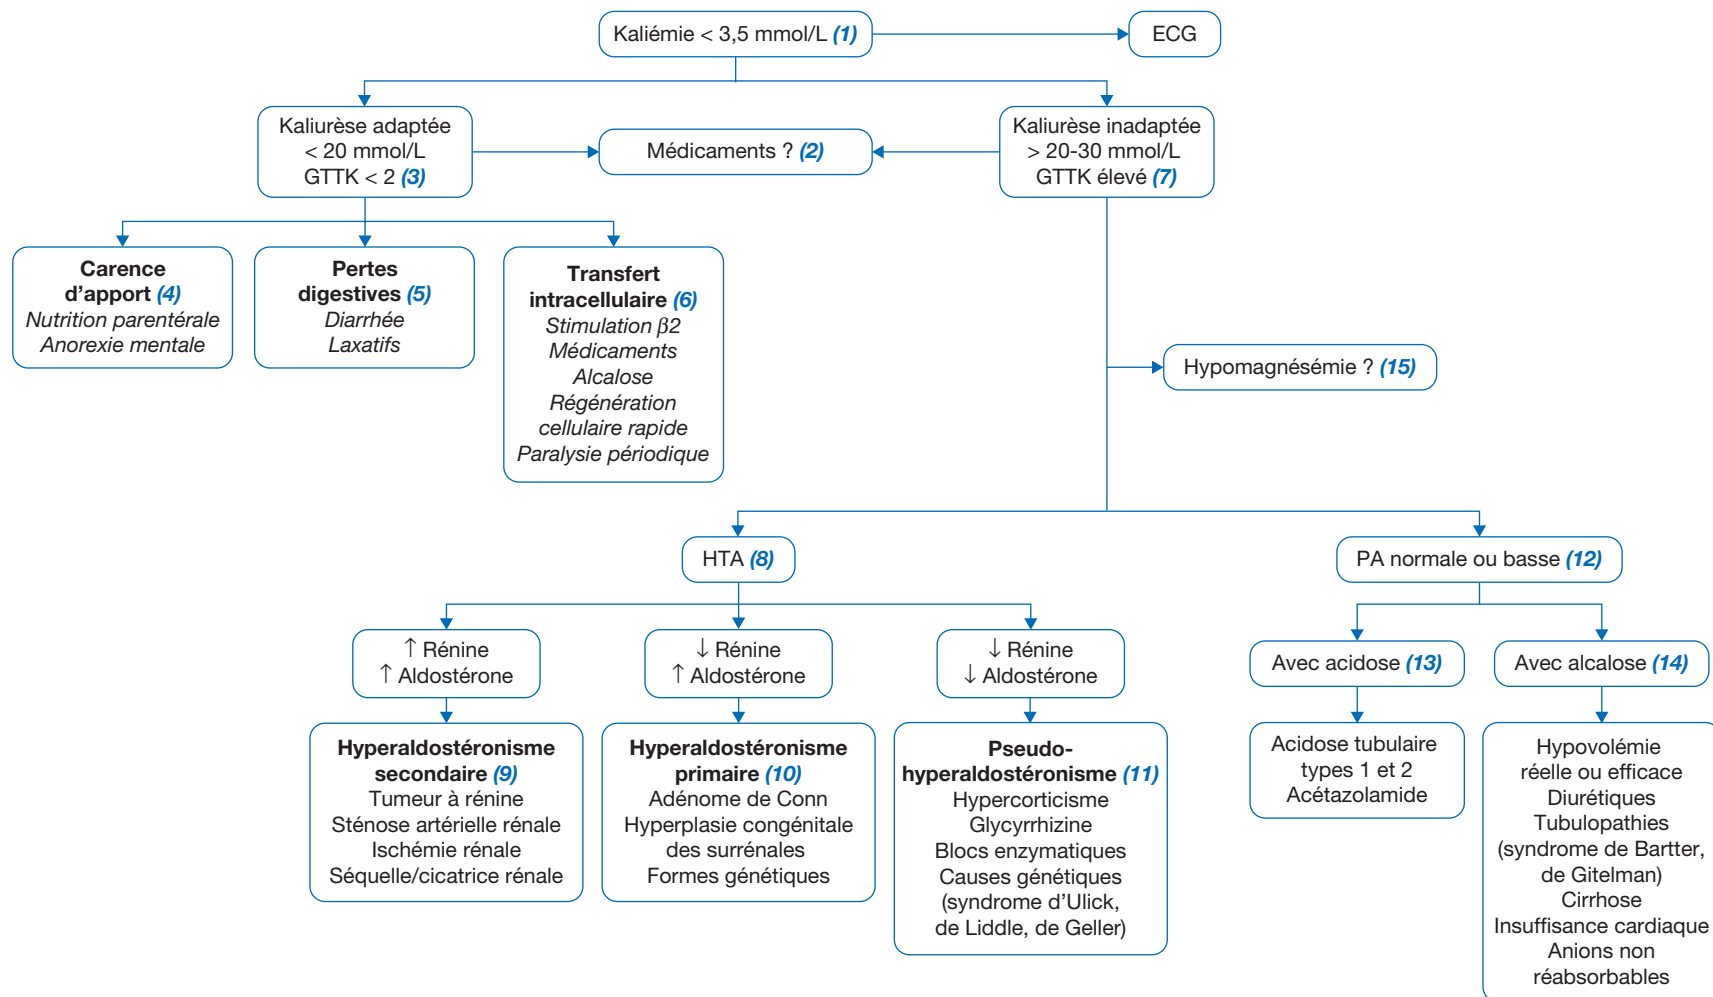 Kaliémie < 3,5 mmol/L (1)
ECG
Kaliurèse adaptée
< 20 mmol/L
GTTK < 2 (3)
Médicaments ? (2)
Kaliurèse inadaptée
> 20-30 mmol/L
GTTK élevé (7)
Carence
d'apport (4)
Nutrition parentérale
Anorexie mentale
Pertes
digestives (5)
Diarrhée
Laxatifs
Transfert
intracellulaire (6)
Stimulation β2
Médicaments
Alcalose
Régénération
cellulaire rapide
Paralysie périodique
Hypomagnésémie ? (15)
HTA (8)
PA normale ou basse (12)
↑ Rénine
↑ Aldostérone
↓ Rénine
↑ Aldostérone
↓ Rénine
↓ Aldostérone
Avec acidose (13)
Avec alcalose (14)
Hyperaldostéronisme
secondaire (9)
Tumeur à rénine
Sténose artérielle rénale
Ischémie rénale
Séquelle/cicatrice rénale
Hyperaldostéronisme
primaire (10)
Adénome de Conn
Hyperplasie congénitale
des surrénales
Formes génétiques
Pseudo-
hyperaldostéronisme (11)
Hypercorticisme
Glycyrrhizine
Blocs enzymatiques
Causes génétiques
(syndrome d'Ulick,
de Liddle, de Geller)
Acidose tubulaire
types 1 et 2
Acétazolamide
Hypovolémie
réelle ou efficace
Diurétiques
Tubulopathies
(syndrome de Bartter,
de Gitelman)
Cirrhose
Insuffisance cardiaque
Anions non
réabsorbables